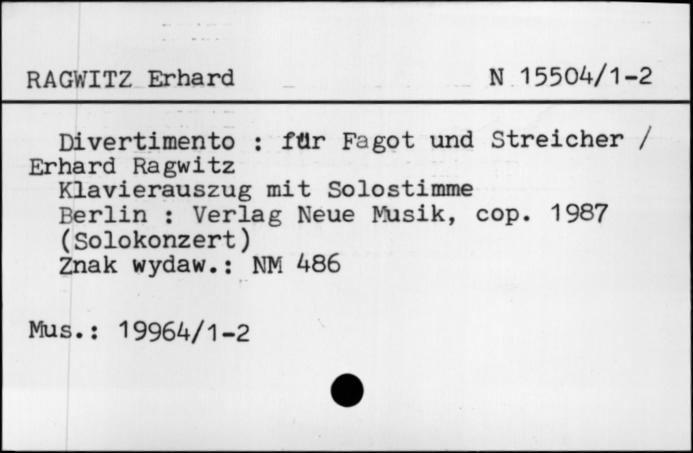 RAGWITZ Erhard N 15504/1-2
Divertimento : für Fagot und Streicher /
Erhard Ragwitz
Klavierauszug mit Solostimme
Berlin : Verlag Neue Musik, cop. 1987
(Solokonzert)
Znak wydaw.: NM 486
Mus.: 19964/1-2